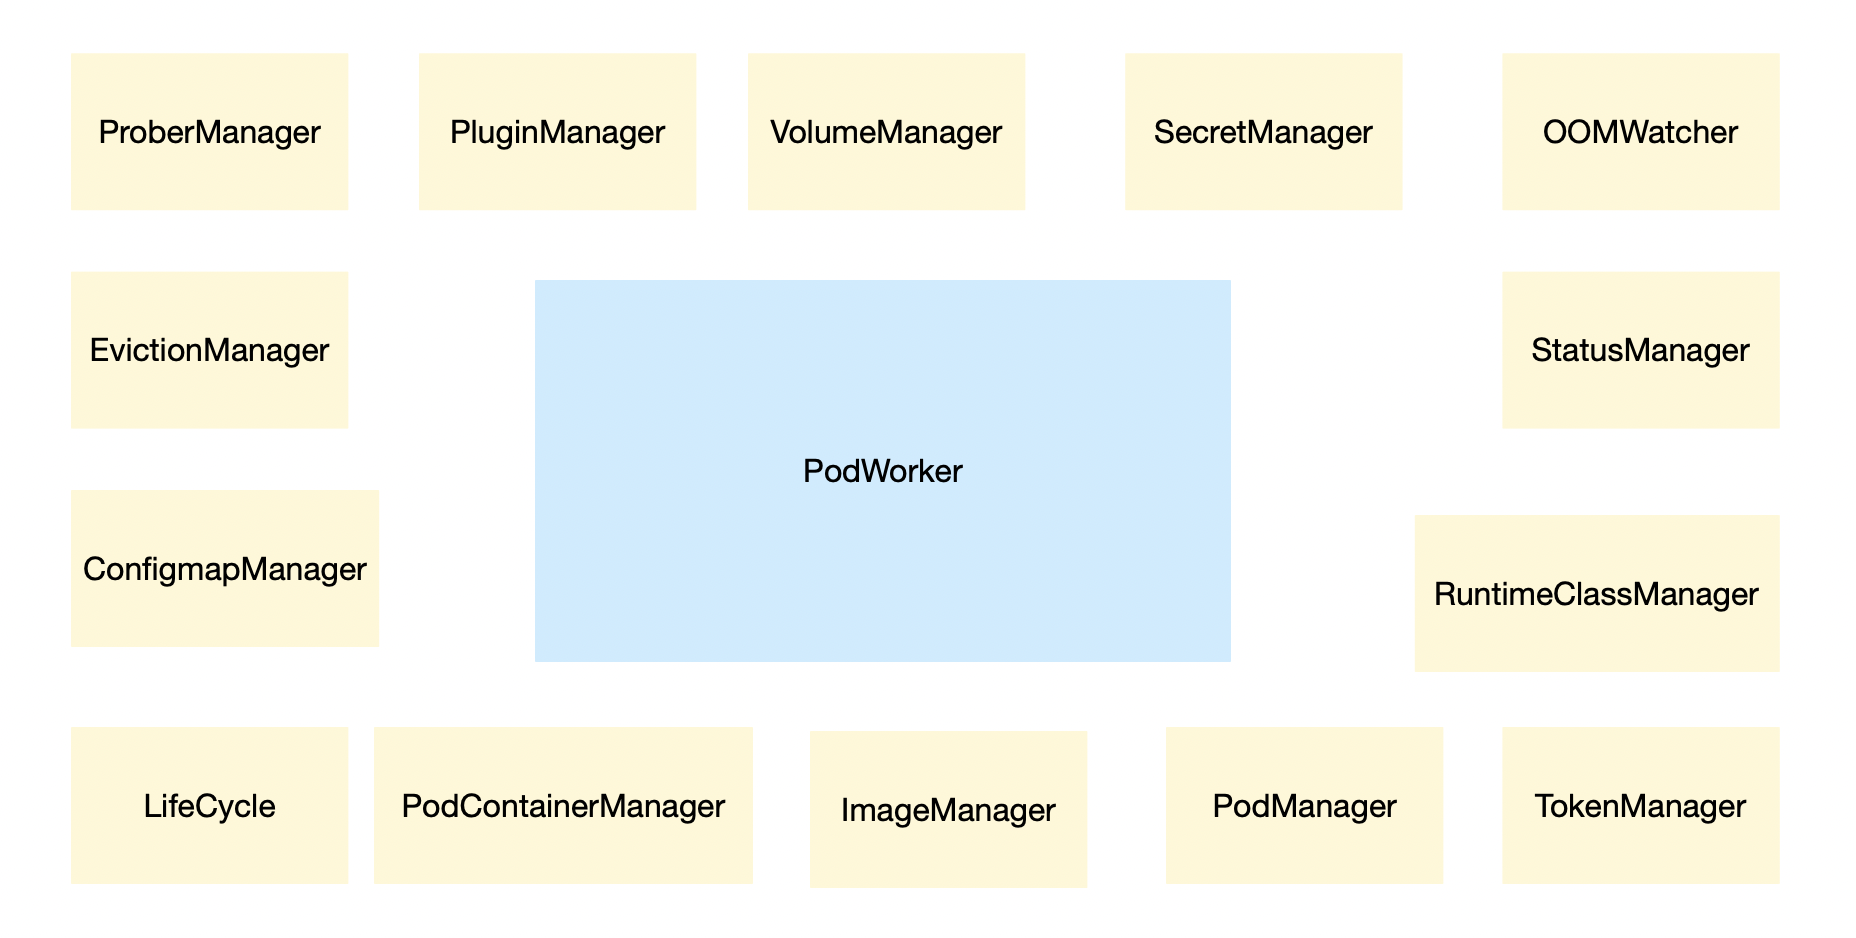 ProberManager
PluginManager
VolumeManager
SecretManager
OOMWatcher
EvictionManager
StatusManager
PodWorker
ConfigmapManager
RuntimeClassManager
LifeCycle
PodContainerManager
ImageManager
PodManager
TokenManager